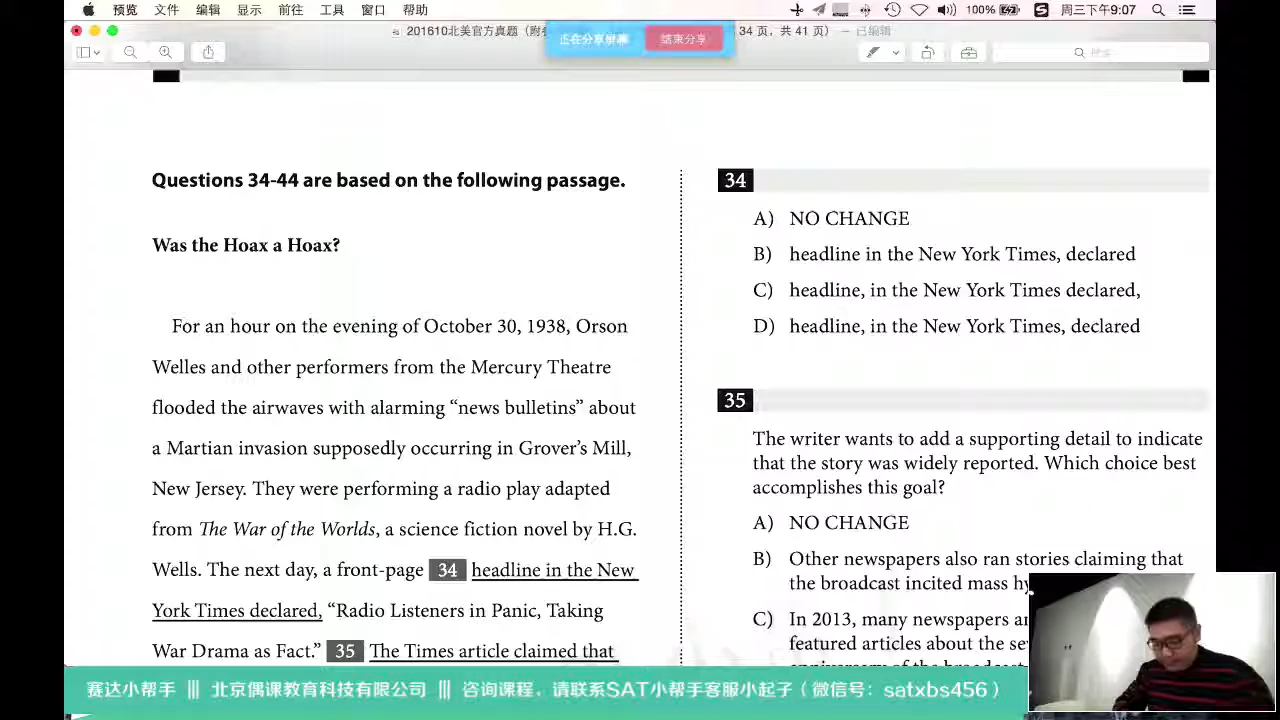 预览 文件 编辑 显示 前往 工具 窗口 帮助
100%
周三下午9:07
201610北美官方真题（附
正在分享屏幕
结束分享
34 页，共 41 页） — 已编辑
搜索
Questions 34-44 are based on the following passage.
Was the Hoax a Hoax?
For an hour on the evening of October 30, 1938, Orson
Welles and other performers from the Mercury Theatre
flooded the airwaves with alarming “news bulletins” about
a Martian invasion supposedly occurring in Grover’s Mill,
New Jersey. They were performing a radio play adapted
from The War of the Worlds, a science fiction novel by H.G.
Wells. The next day, a front-page 34 headline in the New
York Times declared, “Radio Listeners in Panic, Taking
War Drama as Fact.” 35 The Times article claimed that
34
A) NO CHANGE
B) headline in the New York Times, declared
C) headline, in the New York Times declared,
D) headline, in the New York Times, declared
35
The writer wants to add a supporting detail to indicate
that the story was widely reported. Which choice best
accomplishes this goal?
A) NO CHANGE
B) Other newspapers also ran stories claiming that
the broadcast incited mass
C) In 2013, many newspapers
featured articles about the
赛达小帮手 ||| 北京偶课教育科技有限公司 ||| 咨询课程，请联系SAT小帮手客服小起子（微信号：satxbs456）